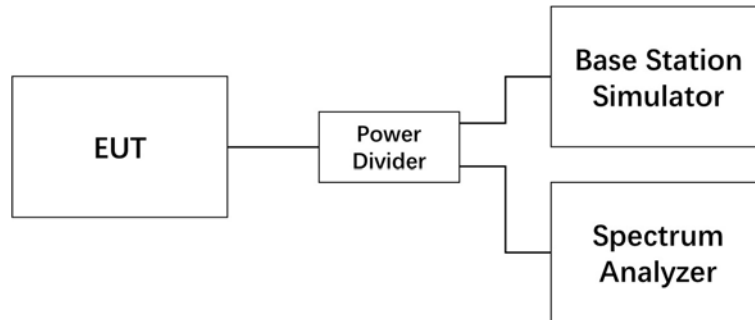 EUT
Power
Divider
Base Station
Simulator
Spectrum
Analyzer